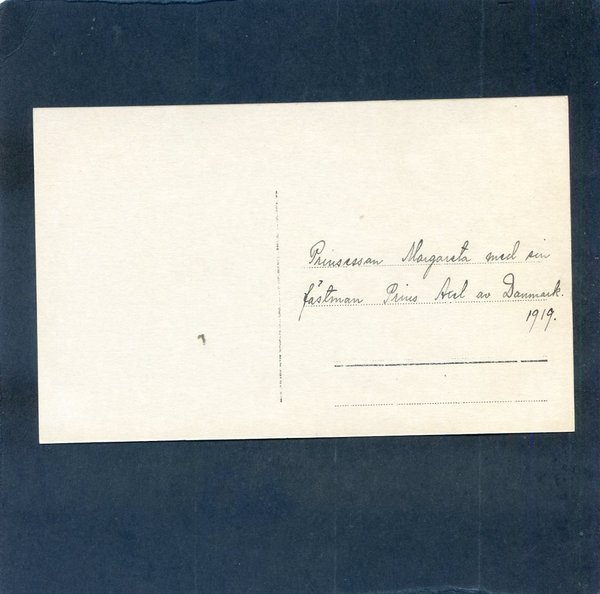 Prinsessan Margareta med sin
fästman Prins Axel av Danmark.
1919.